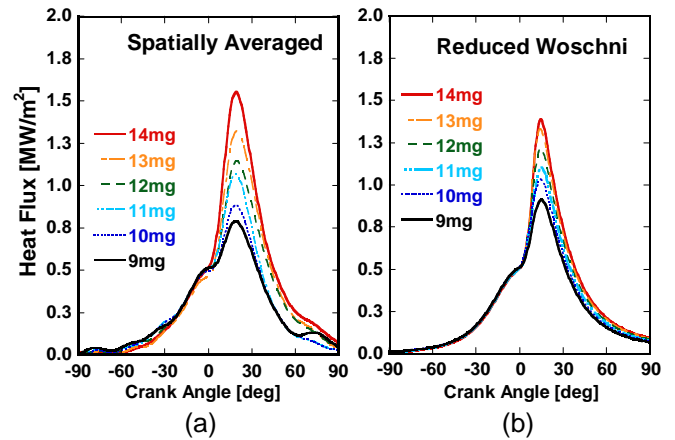 Spatially Averaged
Heat Flux [MW/m²]
2.0
1.8
1.5
1.3
1.0
0.8
0.5
0.3
0.0
14mg
13mg
12mg
11mg
10mg
9mg
-90 -60 -30 0 30 60 90
Crank Angle [deg]
(a)
Reduced Woschni
2.0
1.8
1.5
1.3
1.0
0.8
0.5
0.3
0.0
14mg
13mg
12mg
11mg
10mg
9mg
-90 -60 -30 0 30 60 90
Crank Angle [deg]
(b)